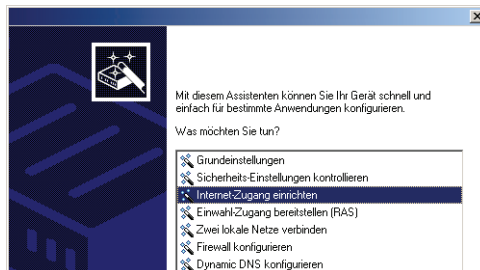 Mit diesem Assistenten können Sie Ihr Gerät schnell und
einfach für bestimmte Anwendungen konfigurieren.
Was möchten Sie tun?
Grundeinstellungen
Sicherheits-Einstellungen kontrollieren
Internet-Zugang einrichten
Einwahl-Zugang bereitstellen (RAS)
Zwei lokale Netze verbinden
Firewall konfigurieren
Dynamic DNS konfigurieren